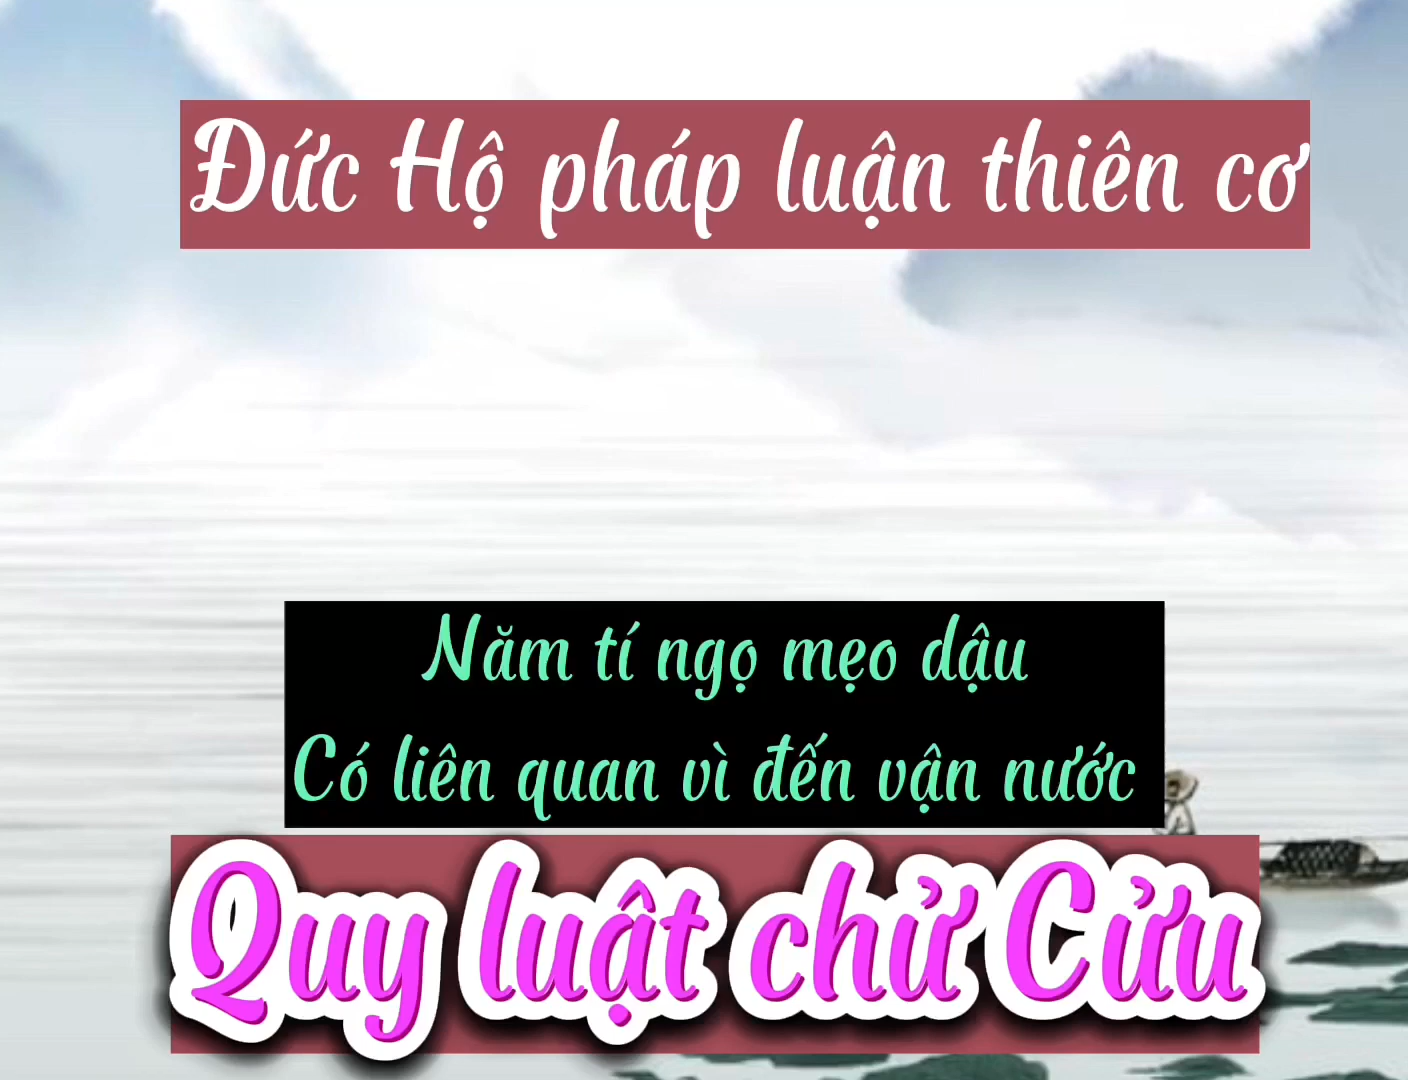 Đức Hộ pháp luận thiên cơ
Năm tí ngọ mẹo dậu
Có liên quan vì đến vận nước
Quy luật chử Cửu